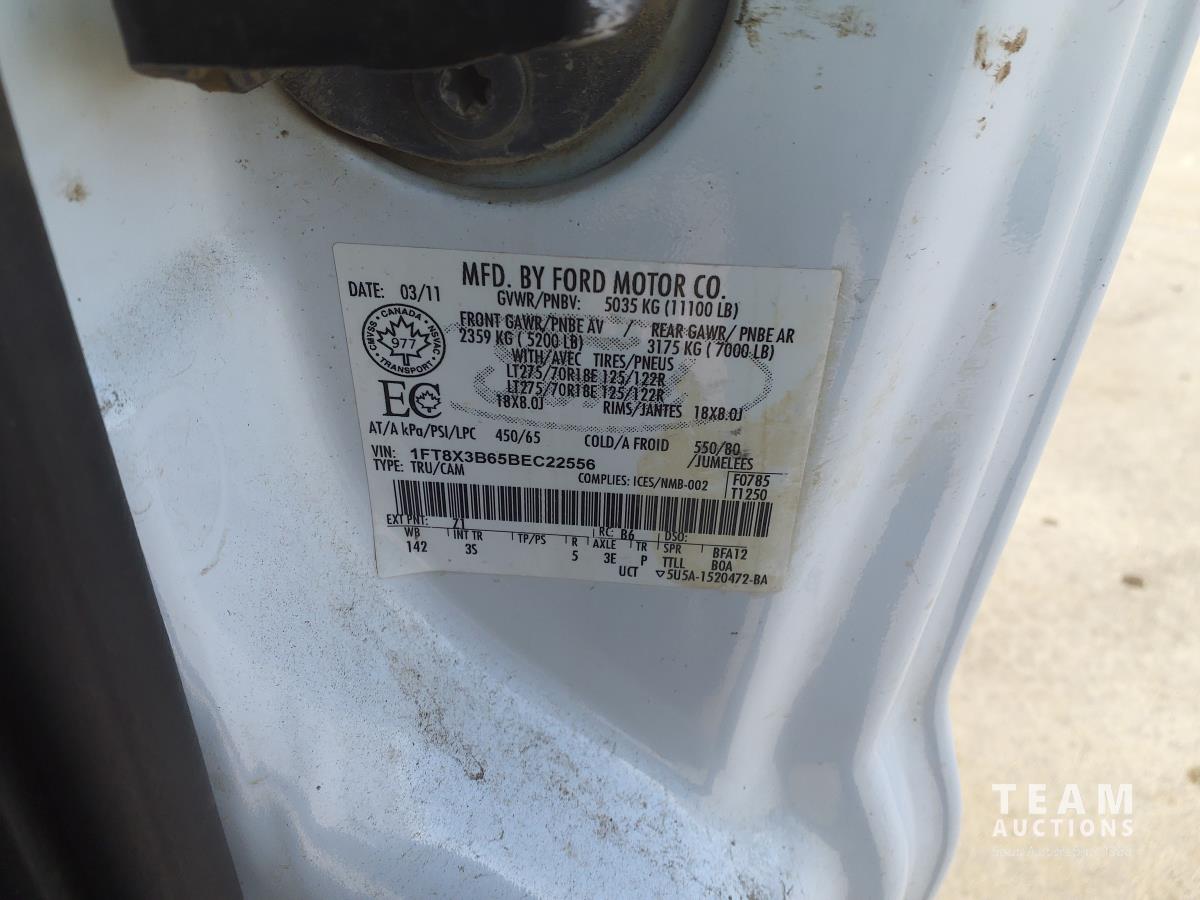 MFD. BY FORD MOTOR CO.
DATE: 03/11
GVWR/PNBV: 5035 KG (11100 LB)
FRONT GAWR/PNBE AV / REAR GAWR/ PNBE AR
2359 KG ( 5200 LB) 3175 KG ( 7000 LB)
WITH/AVEC TIRES/PNEUS
LT275/70R18E 125/122R
LT275/70R18E 125/122R
18X8.0J RIMS/JANTES 18X8.0J
CMVSS · CANADA · NSVAC
977
TRANSPORT
EC
AT/A kPa/PSI/LPC 450/65 COLD/A FROID 550/80
VIN: 1FT8X3B65BEC22556 /JUMELEES
TYPE: TRU/CAM
COMPLIES: ICES/NMB-002 F0785
T1250
EXT PNT: Z1 RC: B6 DSO:
WB INT TR TP/PS R AXLE TR SPR BFA12
142 3S 5 3E P TTLL BOA
UCT ▽5U5A-1520472-BA
TEAM
AUCTIONS